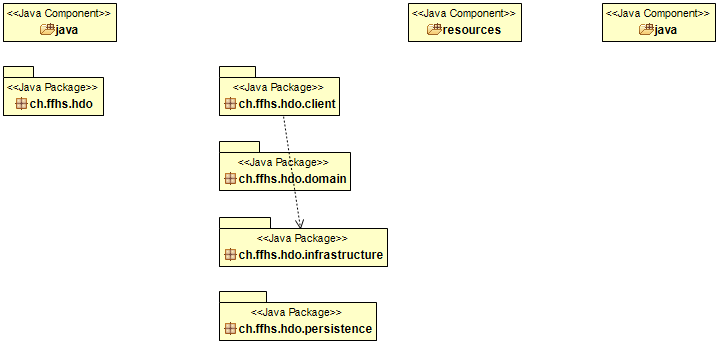 <<Java Component>>
java
<<Java Component>>
resources
<<Java Component>>
java
<<Java Package>>
ch.ffhs.hdo
<<Java Package>>
ch.ffhs.hdo.client
<<Java Package>>
ch.ffhs.hdo.domain
<<Java Package>>
ch.ffhs.hdo.infrastructure
<<Java Package>>
ch.ffhs.hdo.persistence